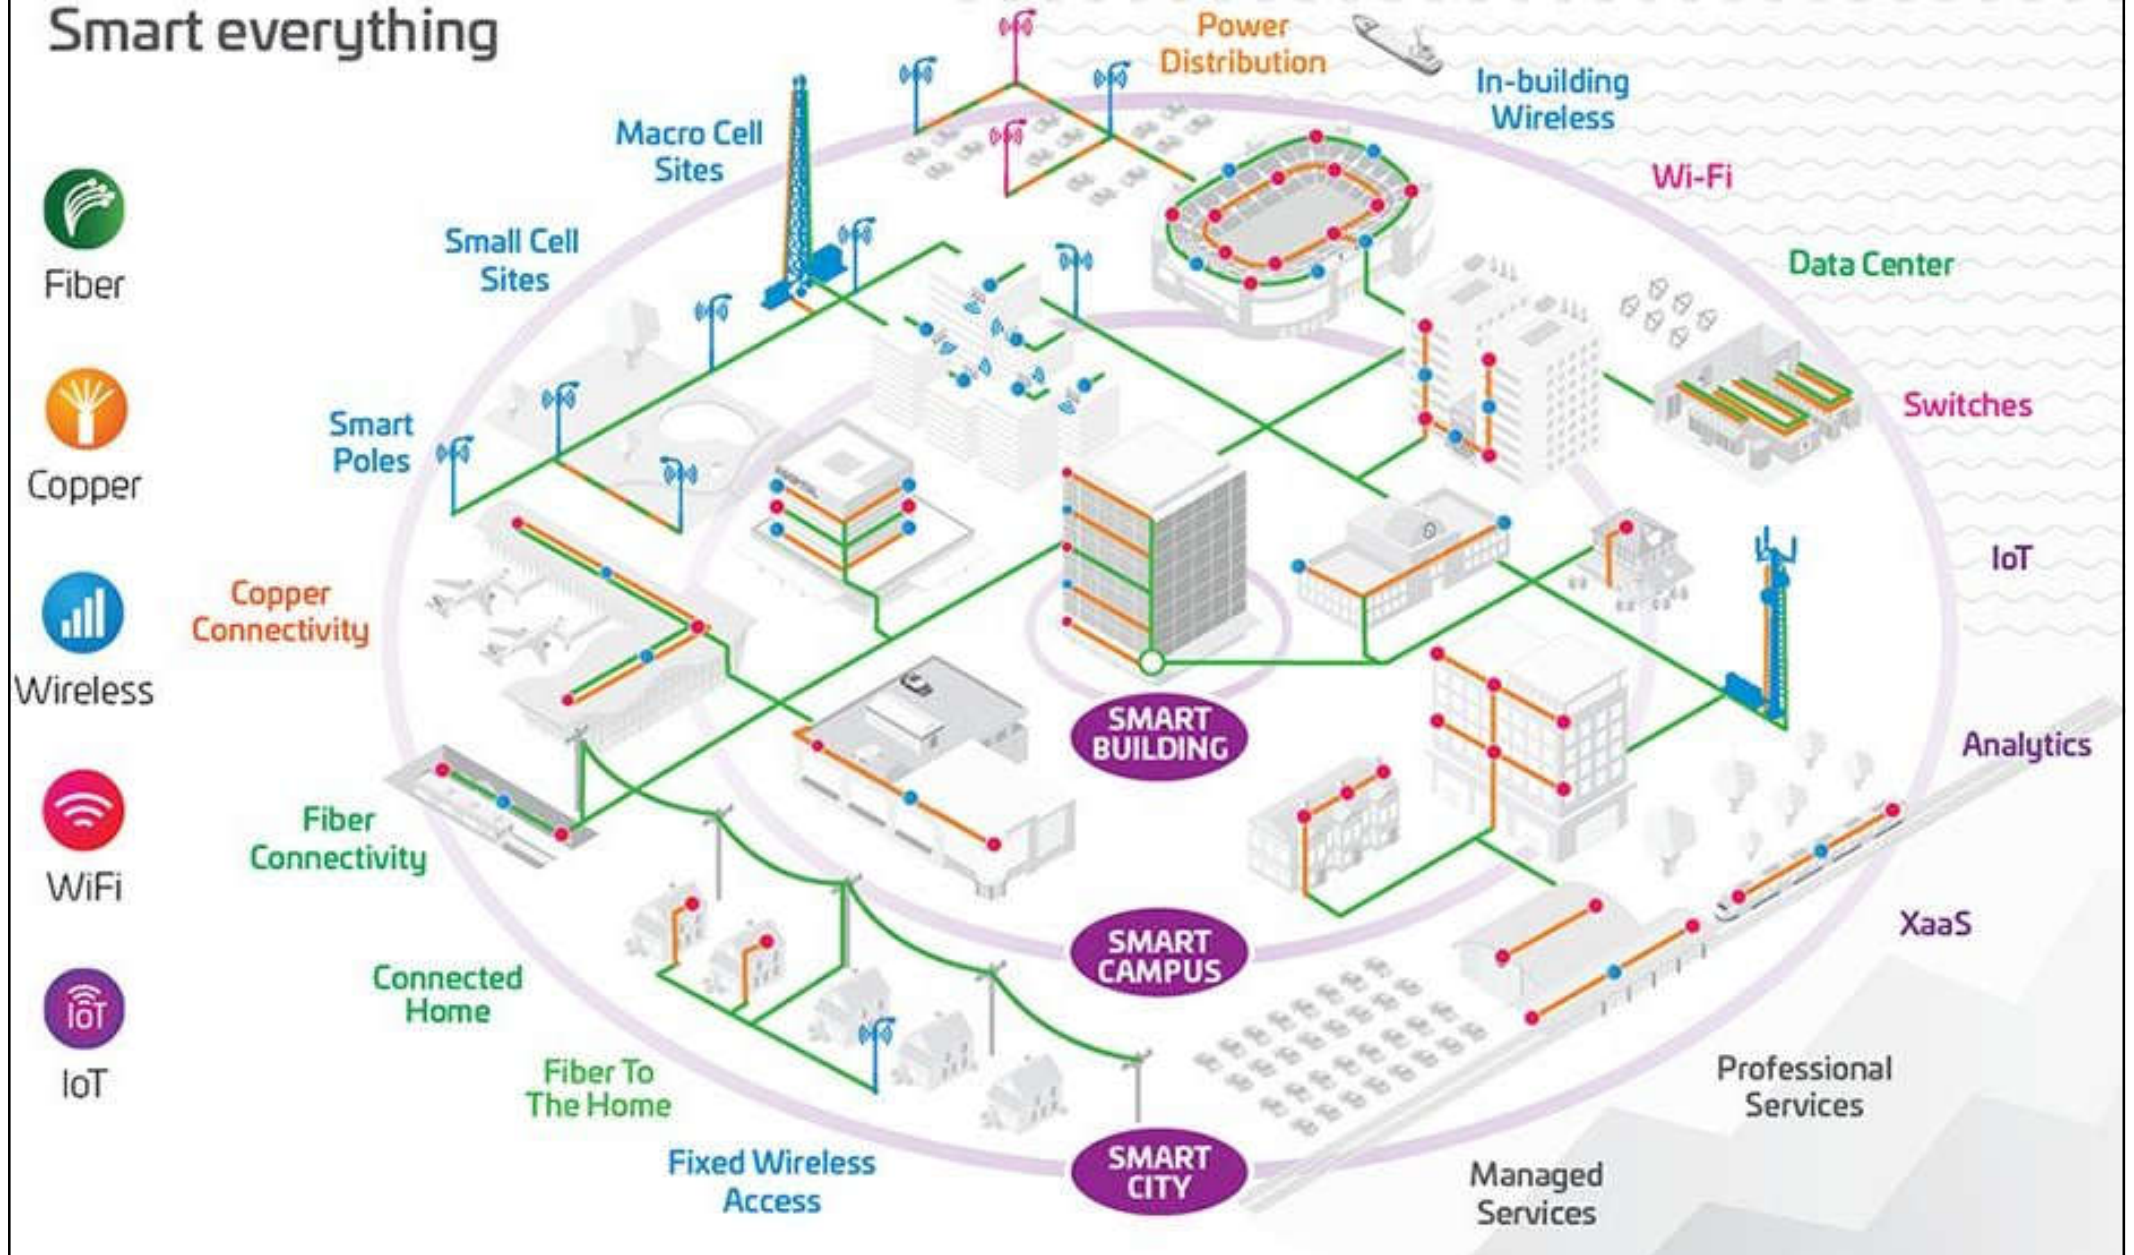 Smart everything
Fiber
Copper
Wireless
WiFi
IoT
IoT
Power
Distribution
In-building
Wireless
Macro Cell
Sites
Wi-Fi
Small Cell
Sites
Data Center
Smart
Poles
Switches
Copper
Connectivity
IoT
SMART
BUILDING
Analytics
Fiber
Connectivity
XaaS
SMART
CAMPUS
Connected
Home
Fiber To
The Home
Professional
Services
Fixed Wireless
Access
SMART
CITY
Managed
Services